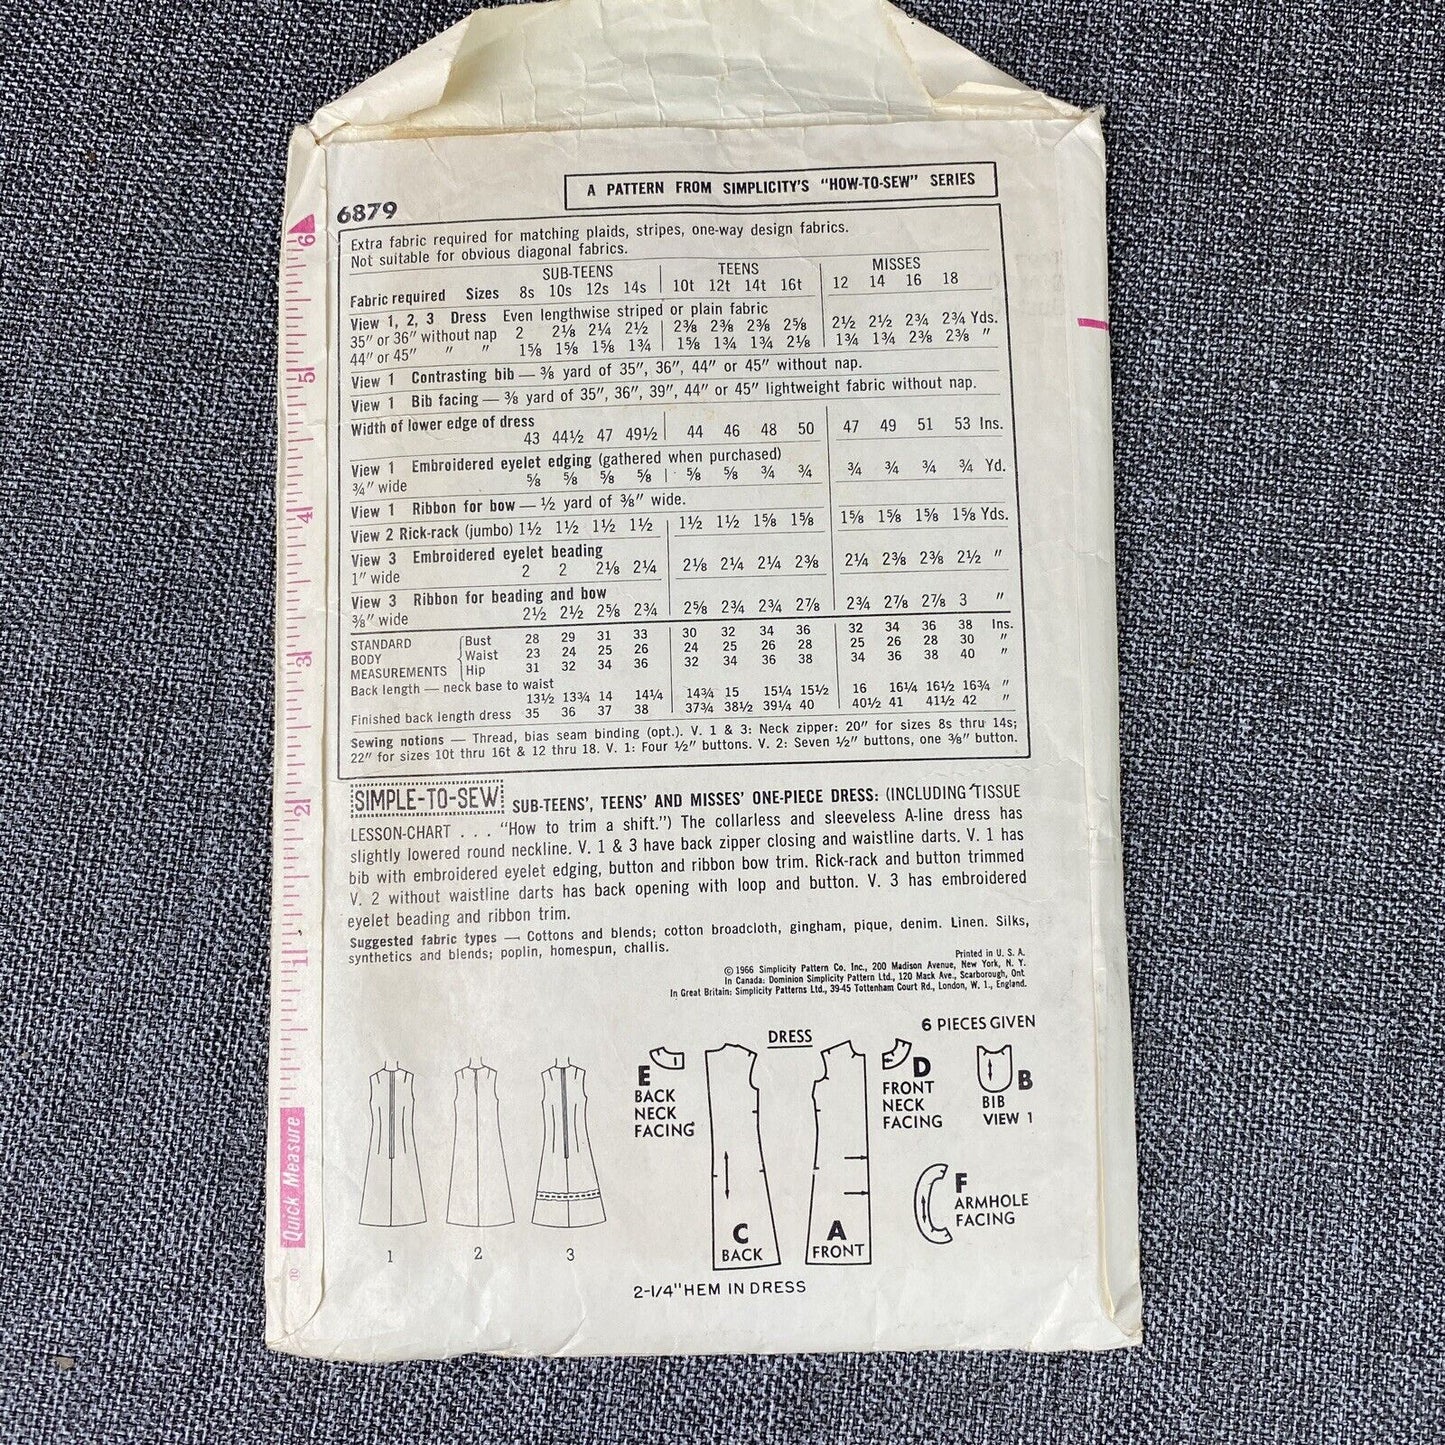 A PATTERN FROM SIMPLICITY'S "HOW-TO-SEW" SERIES
6879
Extra fabric required for matching plaids, stripes, one-way design fabrics.
Not suitable for obvious diagonal fabrics.
SUB-TEENS TEENS MISSES
Fabric required Sizes 8s 10s 12s 14s 10t 12t 14t 16t 12 14 16 18
View 1, 2, 3 Dress Even lengthwise striped or plain fabric
35" or 36" without nap 2 2⅛ 2¼ 2½ 2⅜ 2⅜ 2⅜ 2⅝ 2½ 2½ 2¾ 2¾ Yds.
44" or 45" " " 1⅝ 1⅝ 1⅝ 1¾ 1⅝ 1¾ 1¾ 2⅛ 1¾ 1¾ 2⅜ 2⅜ "
View 1 Contrasting bib — ⅜ yard of 35", 36", 44" or 45" without nap.
View 1 Bib facing — ⅜ yard of 35", 36", 39", 44" or 45" lightweight fabric without nap.
Width of lower edge of dress
43 44½ 47 49½ 44 46 48 50 47 49 51 53 Ins.
View 1 Embroidered eyelet edging (gathered when purchased)
¾" wide ⅝ ⅝ ⅝ ⅝ ⅝ ⅝ ¾ ¾ ¾ ¾ ¾ ¾ Yd.
View 1 Ribbon for bow — ½ yard of ⅜" wide.
View 2 Rick-rack (jumbo) 1½ 1½ 1½ 1½ 1½ 1½ 1⅝ 1⅝ 1⅝ 1⅝ 1⅝ 1⅝ Yds.
View 3 Embroidered eyelet beading
1" wide 2 2 2⅛ 2¼ 2⅛ 2¼ 2¼ 2⅜ 2¼ 2⅜ 2⅜ 2½ "
View 3 Ribbon for beading and bow
⅜" wide 2½ 2½ 2⅝ 2¾ 2⅝ 2¾ 2¾ 2⅞ 2¾ 2⅞ 2⅞ 3 "
STANDARD Bust 28 29 31 33 30 32 34 36 32 34 36 38 Ins.
BODY Waist 23 24 25 26 24 25 26 28 25 26 28 30 "
MEASUREMENTS Hip 31 32 34 36 32 34 36 38 34 36 38 40 "
Back length — neck base to waist
13½ 13¾ 14 14¼ 14¾ 15 15¼ 15½ 16 16¼ 16½ 16¾ "
Finished back length dress 35 36 37 38 37¾ 38½ 39¼ 40 40½ 41 41½ 42 "
Sewing notions — Thread, bias seam binding (opt.). V. 1 & 3: Neck zipper: 20" for sizes 8s thru 14s;
22" for sizes 10t thru 16t & 12 thru 18. V. 1: Four ½" buttons. V. 2: Seven ½" buttons, one ⅜" button.
SIMPLE-TO-SEW SUB-TEENS', TEENS' AND MISSES' ONE-PIECE DRESS: (INCLUDING TISSUE
LESSON-CHART . . . "How to trim a shift.") The collarless and sleeveless A-line dress has
slightly lowered round neckline. V. 1 & 3 have back zipper closing and waistline darts. V. 1 has
bib with embroidered eyelet edging, button and ribbon bow trim. Rick-rack and button trimmed
V. 2 without waistline darts has back opening with loop and button. V. 3 has embroidered
eyelet beading and ribbon trim.
Suggested fabric types — Cottons and blends; cotton broadcloth, gingham, pique, denim. Linen. Silks,
synthetics and blends; poplin, homespun, challis.
Printed in U. S. A.
© 1966 Simplicity Pattern Co. Inc., 200 Madison Avenue, New York, N. Y.
In Canada: Dominion Simplicity Pattern Ltd., 120 Mack Ave., Scarborough, Ont
In Great Britain: Simplicity Patterns Ltd., 39-45 Tottenham Court Rd., London, W. 1., England.
6 PIECES GIVEN
DRESS
E
BACK
NECK
FACING
D
FRONT
NECK
FACING
B
BIB
VIEW 1
F
ARMHOLE
FACING
C
BACK
A
FRONT
1 2 3
2-1/4" HEM IN DRESS
6
5
4
3
2
1
Quick Measure
®